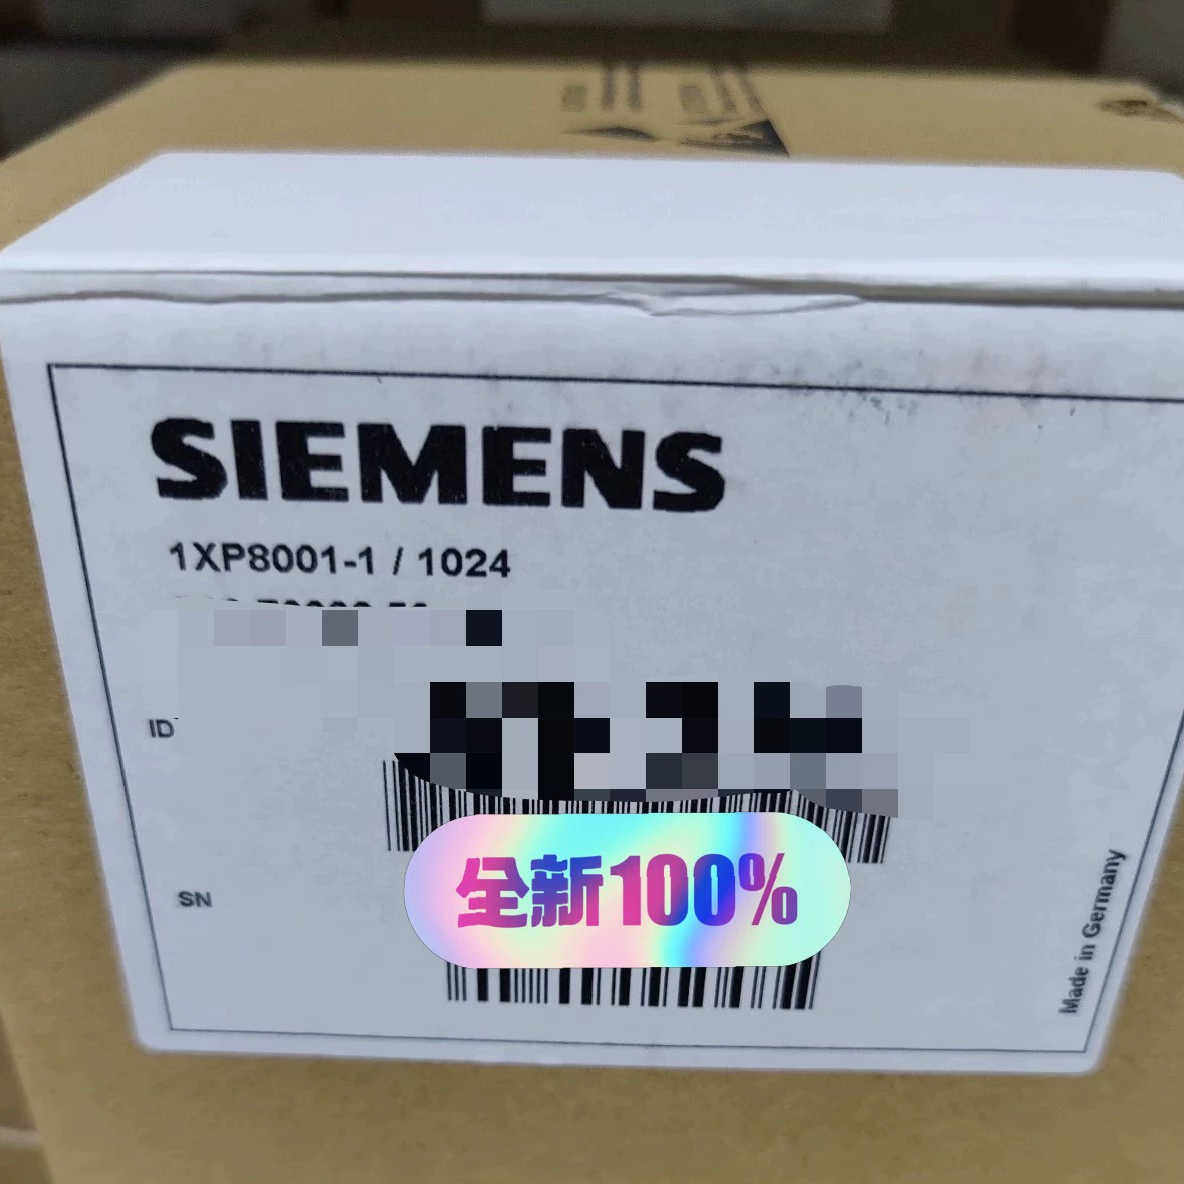 SIEMENS
1XP8001-1 / 1024
ID
全新100%
SN
Made in Germany